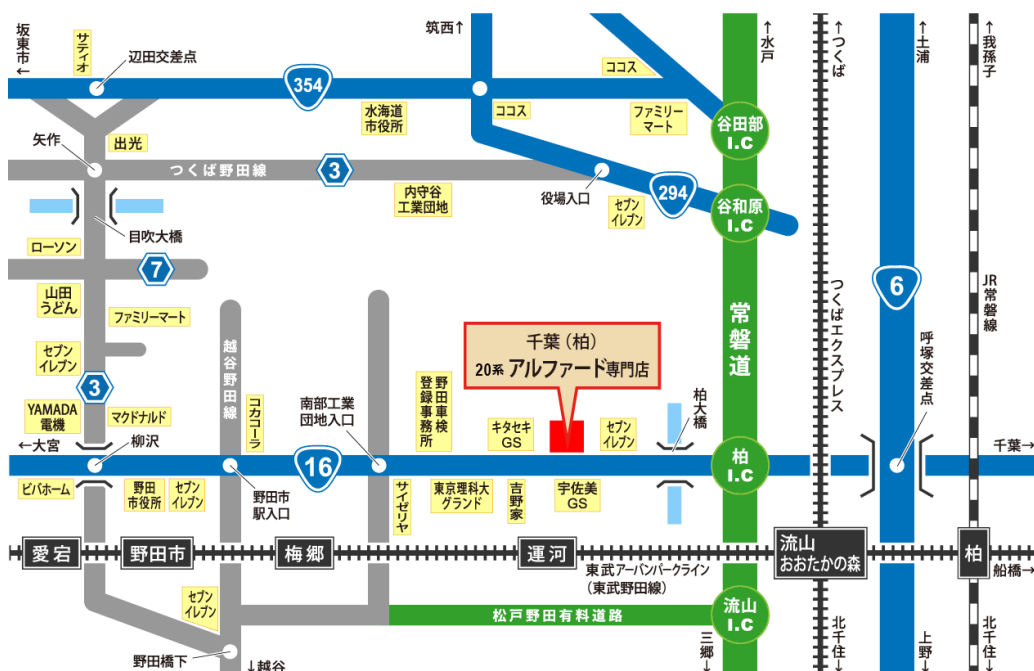 坂東市←
サティオ
辺田交差点
354
筑西↑
水海道
市役所
ココス
ココス
ファミリー
マート
谷田部
I.C
↑水戸
↑つくば
↑土浦
↑我孫子
矢作
出光
つくば野田線
3
内守谷
工業団地
役場入口
セブン
イレブン
294
谷和原
I.C
目吹大橋
ローソン
7
山田
うどん
ファミリーマート
セブン
イレブン
3
YAMADA
電機
マクドナルド
越谷野田線
コカコーラ
南部工業
団地入口
野田車検
登録事務所
千葉(柏)
20系 アルファード専門店
キタセキ
GS
セブン
イレブン
柏大橋
常磐道
つくばエクスプレス
6
呼塚交差点
JR常磐線
←大宮
柳沢
16
柏
I.C
千葉→
ビバホーム
野田
市役所
セブン
イレブン
野田市
駅入口
サイゼリヤ
東京理科大
グランド
吉野家
宇佐美
GS
愛宕
野田市
梅郷
運河
流山
おおたかの森
柏
船橋→
東武アーバンパークライン
(東武野田線)
セブン
イレブン
松戸野田有料道路
流山
I.C
野田橋下
↓越谷
三郷↓
北千住↓
上野↓
北千住↓